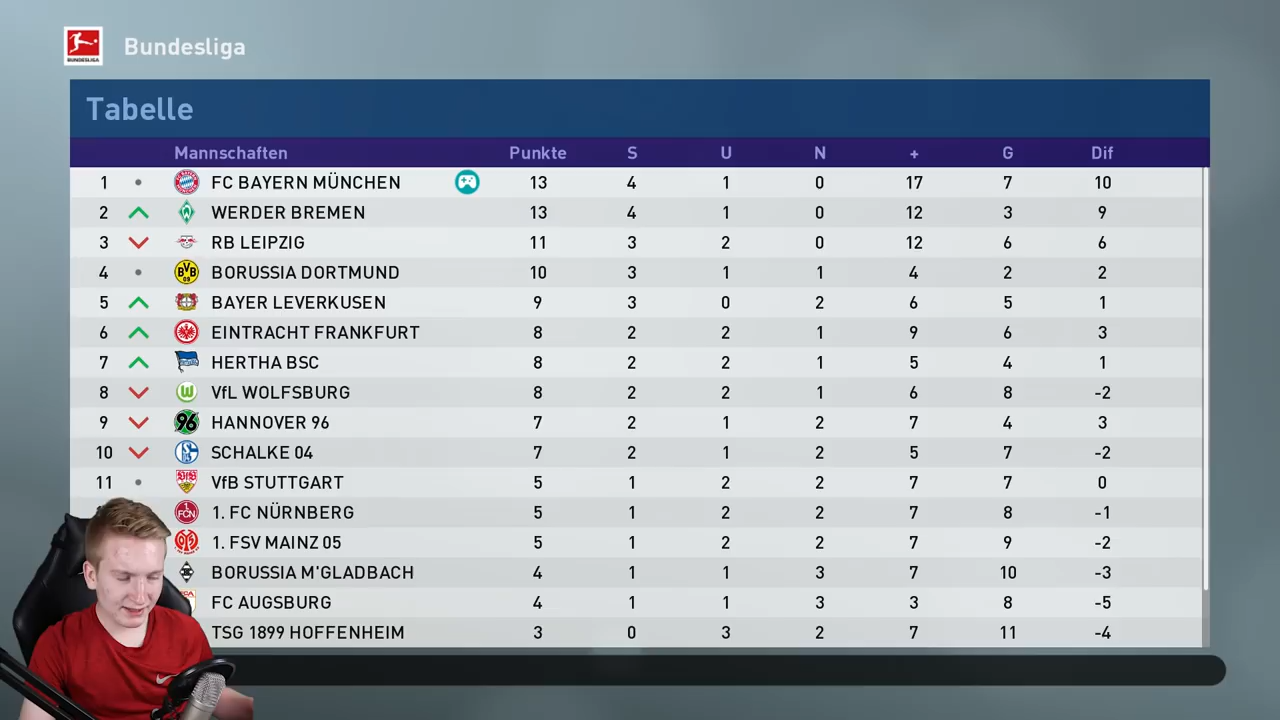 Bundesliga
Tabelle
Mannschaften Punkte S U N + G Dif
1 FC BAYERN MÜNCHEN 13 4 1 0 17 7 10
2 WERDER BREMEN 13 4 1 0 12 3 9
3 RB LEIPZIG 11 3 2 0 12 6 6
4 BORUSSIA DORTMUND 10 3 1 1 4 2 2
5 BAYER LEVERKUSEN 9 3 0 2 6 5 1
6 EINTRACHT FRANKFURT 8 2 2 1 9 6 3
7 HERTHA BSC 8 2 2 1 5 4 1
8 VfL WOLFSBURG 8 2 2 1 6 8 -2
9 HANNOVER 96 7 2 1 2 7 4 3
10 SCHALKE 04 7 2 1 2 5 7 -2
11 VfB STUTTGART 5 1 2 2 7 7 0
1. FC NÜRNBERG 5 1 2 2 7 8 -1
1. FSV MAINZ 05 5 1 2 2 7 9 -2
BORUSSIA M'GLADBACH 4 1 1 3 7 10 -3
FC AUGSBURG 4 1 1 3 3 8 -5
TSG 1899 HOFFENHEIM 3 0 3 2 7 11 -4